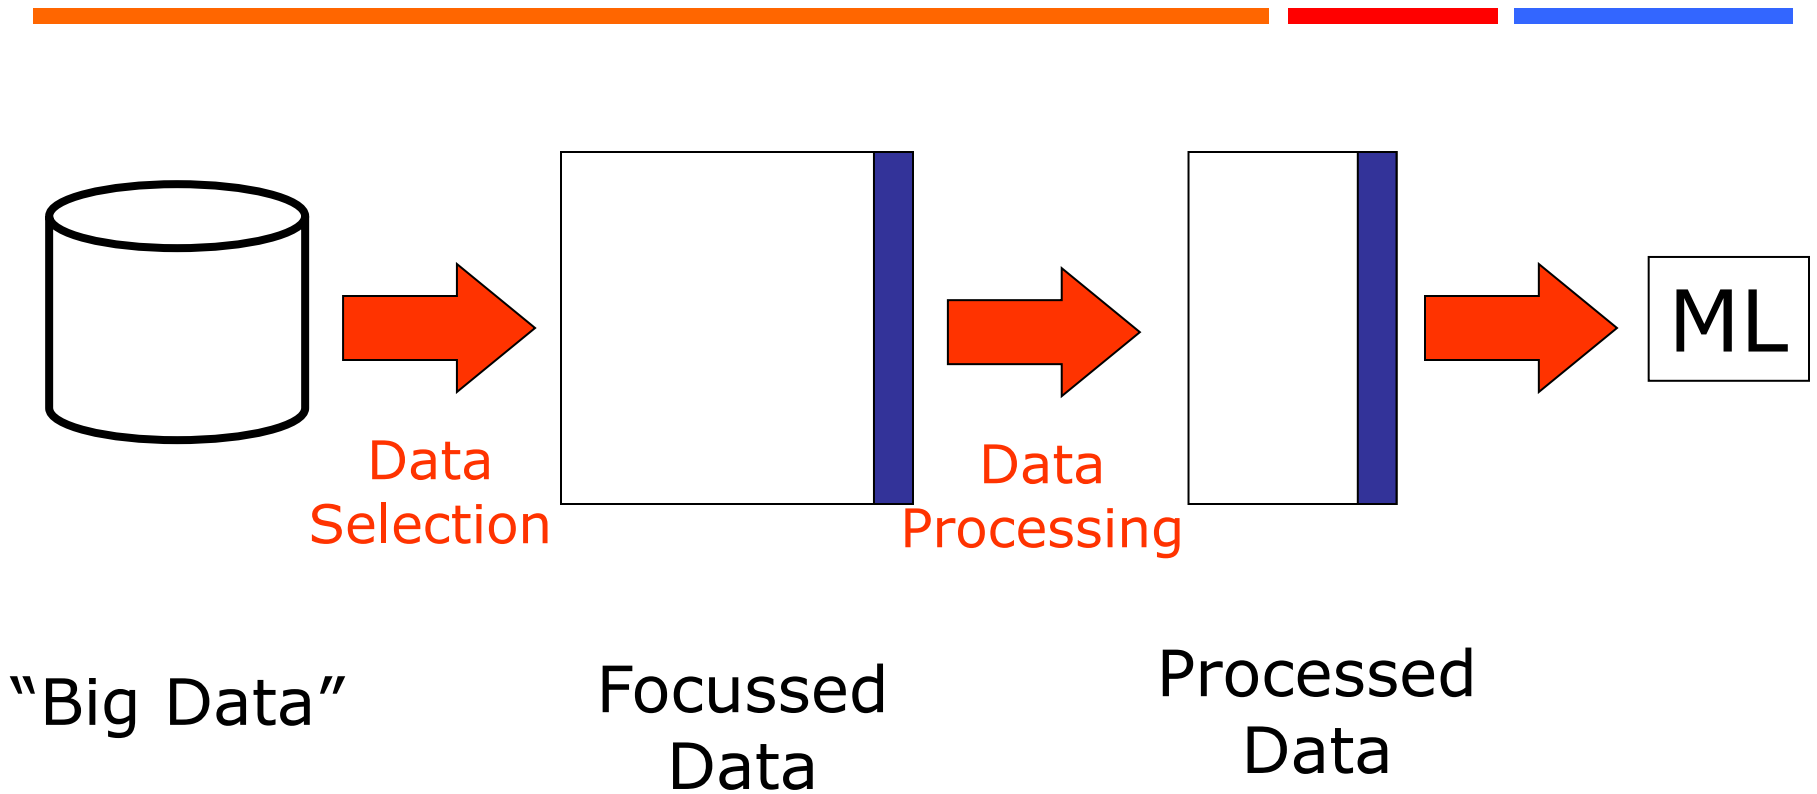 ML
Data
Selection
Data
Processing
“Big Data”
Focussed
Data
Processed
Data